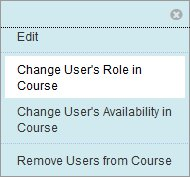 Edit
Change User's Role in
Course
Change User's Availability in
Course
Remove Users from Course